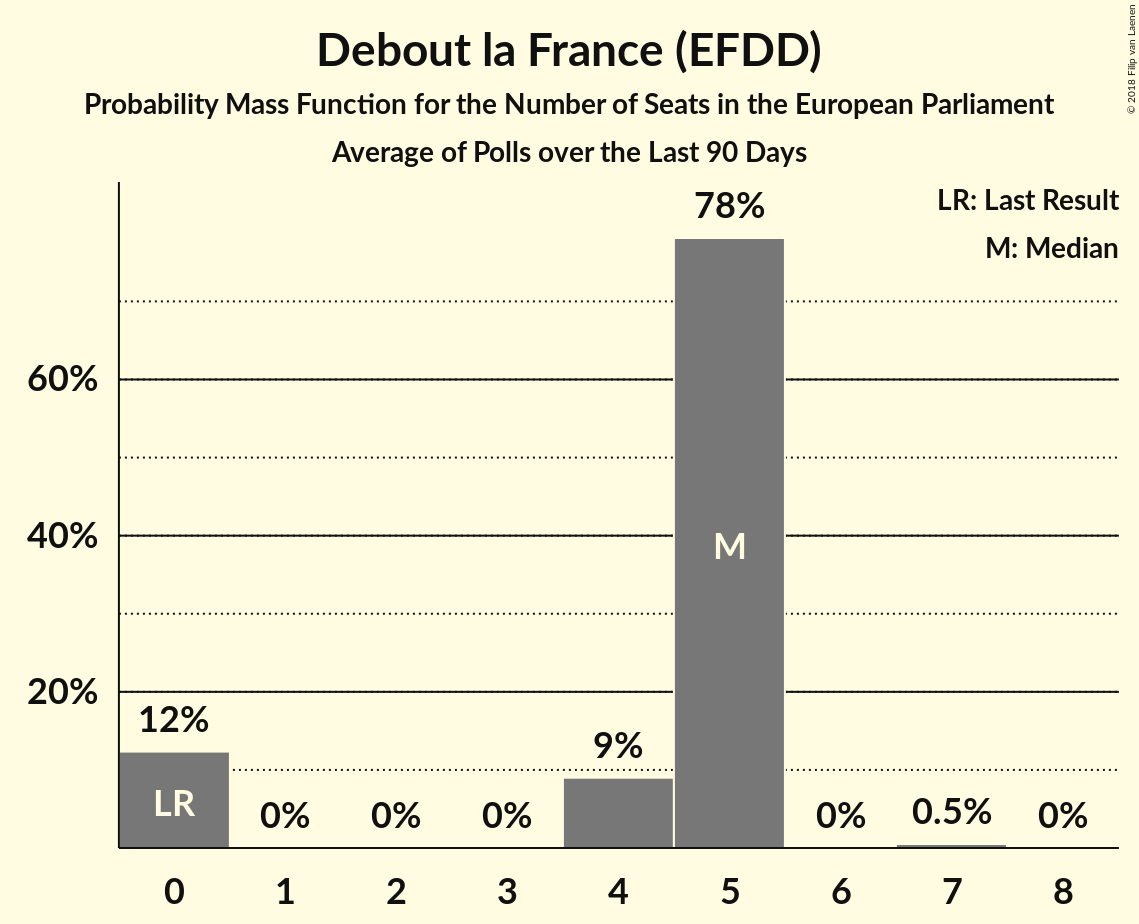 Debout la France (EFDD)
Probability Mass Function for the Number of Seats in the European Parliament
Average of Polls over the Last 90 Days
© 2018 Filip van Laenen
LR: Last Result
M: Median
78%
60%
40%
M
20%
12%
9%
LR
0%
0%
0%
0%
0.5%
0%
0 1 2 3 4 5 6 7 8